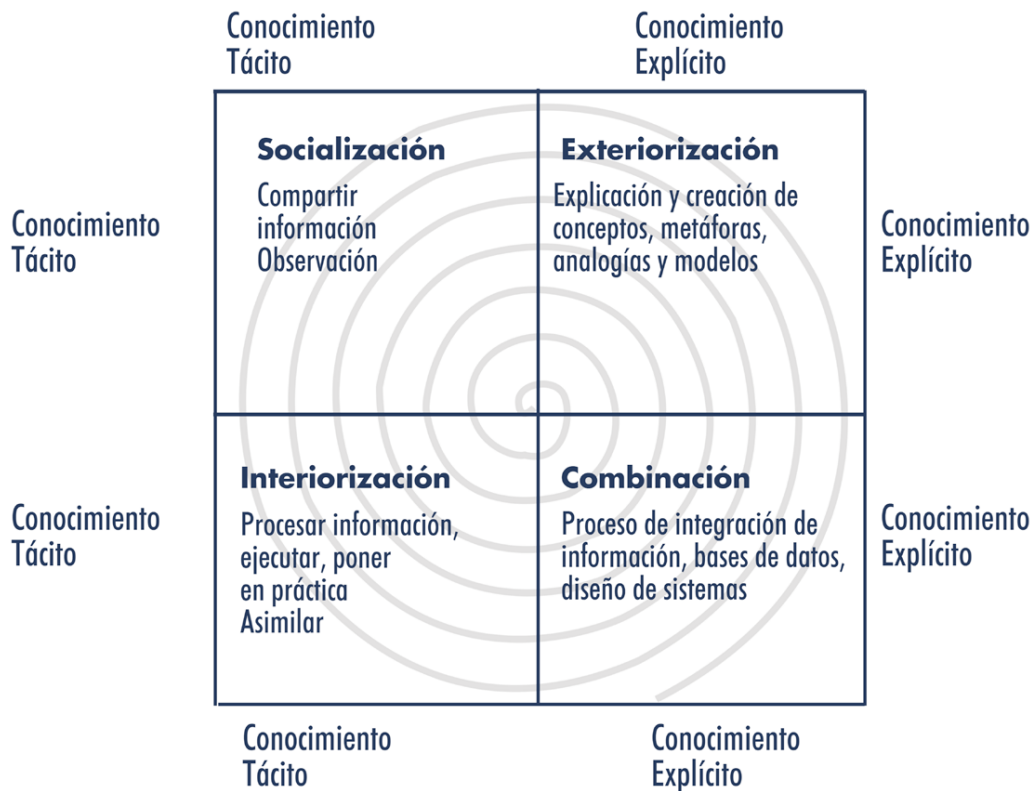 Conocimiento
Tácito
Conocimiento
Explícito
Socialización
Compartir
información
Observación
Exteriorización
Explicación y creación de
conceptos, metáforas,
analogías y modelos
Conocimiento
Tácito
Conocimiento
Explícito
Interiorización
Procesar información,
ejecutar, poner
en práctica
Asimilar
Combinación
Proceso de integración de
información, bases de datos,
diseño de sistemas
Conocimiento
Tácito
Conocimiento
Explícito
Conocimiento
Tácito
Conocimiento
Explícito